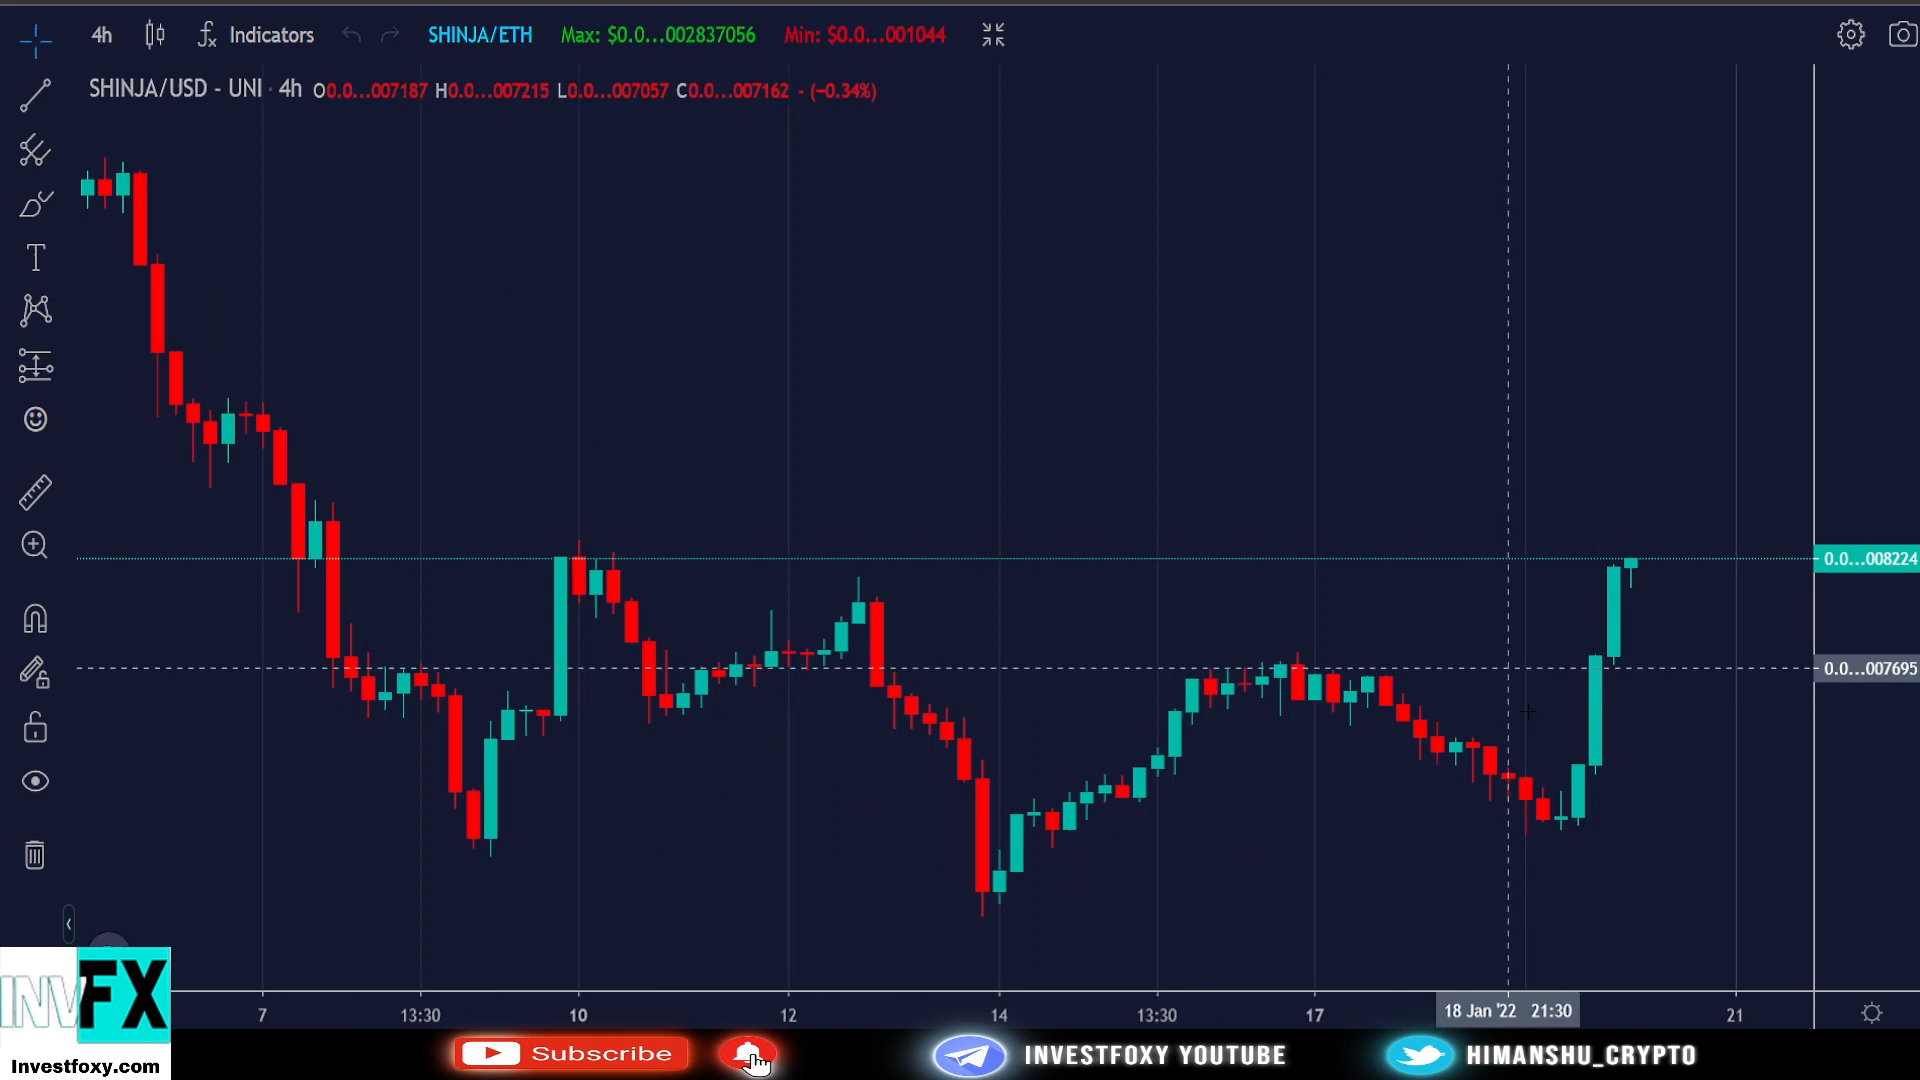 4h Indicators SHINJA/ETH Max: $0.0...002837056 Min: $0.0...001044
SHINJA/USD - UNI · 4h O0.0...007187 H0.0...007215 L0.0...007057 C0.0...007162 - (−0.34%)
T
0.0...008224
0.0...007695
7 13:30 10 12 14 13:30 17 18 Jan '22 21:30 21
INV FX
Investfoxy.com
Subscribe
INVESTFOXY YOUTUBE
HIMANSHU_CRYPTO